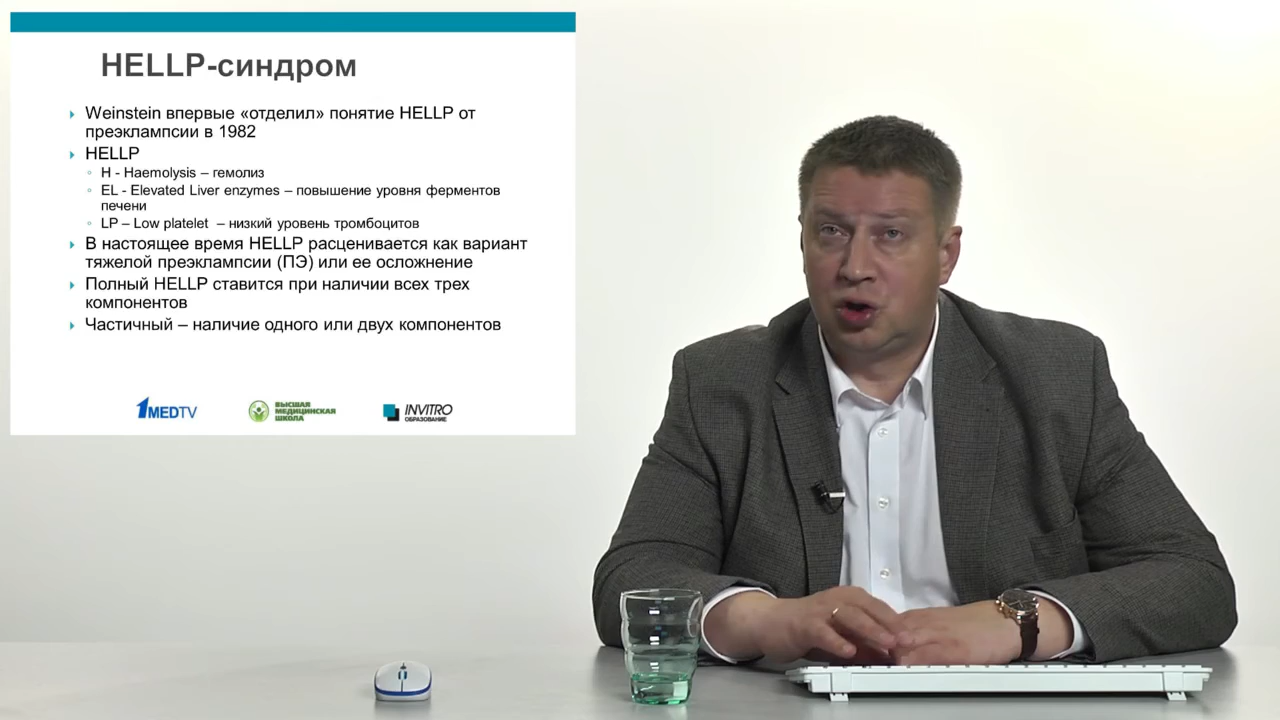 HELLP-синдром
Weinstein впервые «отделил» понятие HELLP от
преэклампсии в 1982
HELLP
H - Haemolysis – гемолиз
EL - Elevated Liver enzymes – повышение уровня ферментов
печени
LP – Low platelet – низкий уровень тромбоцитов
В настоящее время HELLP расценивается как вариант
тяжелой преэклампсии (ПЭ) или ее осложнение
Полный HELLP ставится при наличии всех трех
компонентов
Частичный – наличие одного или двух компонентов
1MEDTV
ВЫСШАЯ
МЕДИЦИНСКАЯ
ШКОЛА
INVITRO
ОБРАЗОВАНИЕ